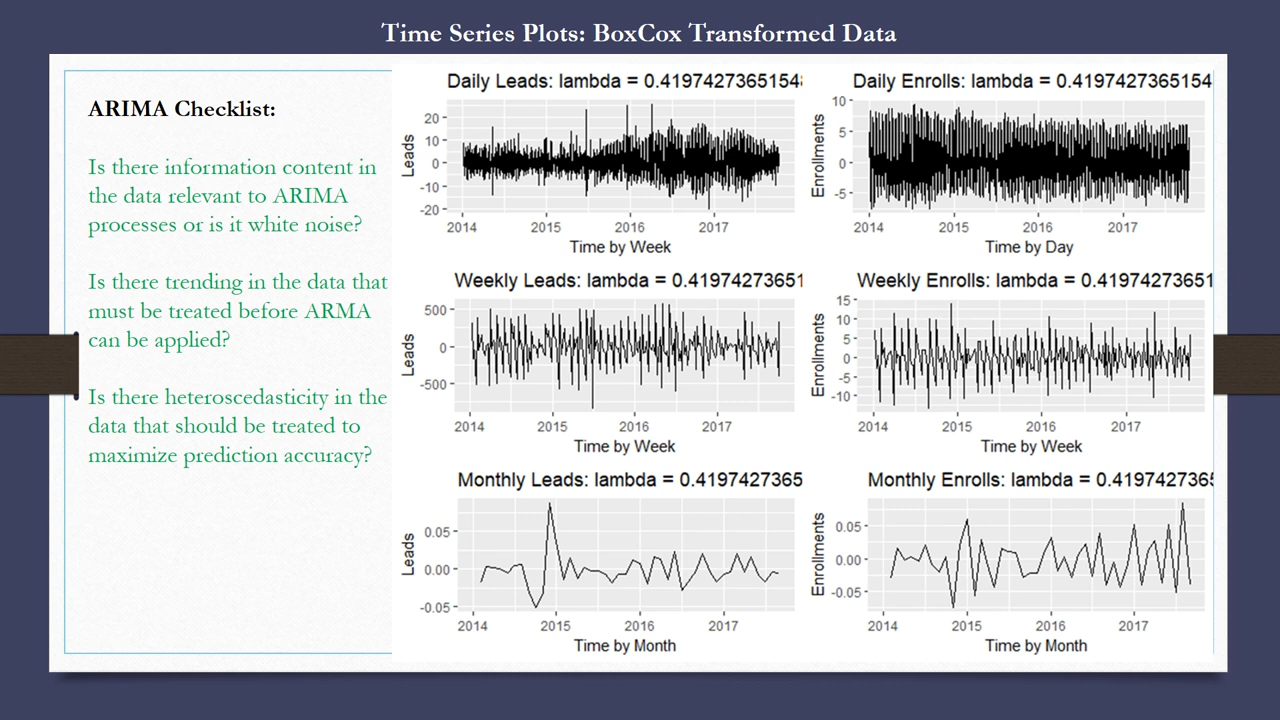 Time Series Plots: BoxCox Transformed Data
ARIMA Checklist:
Is there information content in
the data relevant to ARIMA
processes or is it white noise?
Is there trending in the data that
must be treated before ARMA
can be applied?
Is there heteroscedasticity in the
data that should be treated to
maximize prediction accuracy?
Daily Leads: lambda = 0.4197427365154
Leads
20
10
0
-10
-20
2014 2015 2016 2017
Time by Week
Daily Enrolls: lambda = 0.4197427365154
Enrollments
10
5
0
-5
2014 2015 2016 2017
Time by Day
Weekly Leads: lambda = 0.41974273651
Leads
500
0
-500
2014 2015 2016 2017
Time by Week
Weekly Enrolls: lambda = 0.41974273651
Enrollments
15
10
5
0
-5
-10
2014 2015 2016 2017
Time by Week
Monthly Leads: lambda = 0.4197427365
Leads
0.05
0.00
-0.05
2014 2015 2016 2017
Time by Month
Monthly Enrolls: lambda = 0.4197427365
Enrollments
0.05
0.00
-0.05
2014 2015 2016 2017
Time by Month